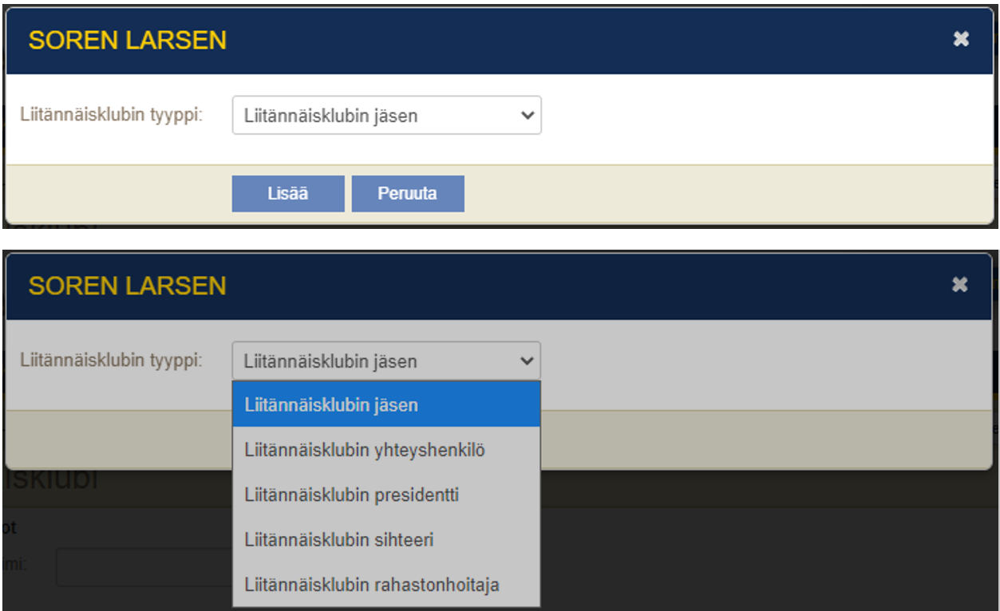 SOREN LARSEN
Liitännäisklubin tyyppi:
Liitännäisklubin jäsen
Lisää
Peruuta
SOREN LARSEN
Liitännäisklubin tyyppi:
Liitännäisklubin jäsen
Liitännäisklubin jäsen
Liitännäisklubin yhteyshenkilö
Liitännäisklubin presidentti
Liitännäisklubin sihteeri
Liitännäisklubin rahastonhoitaja
isklubi
ot
imi: